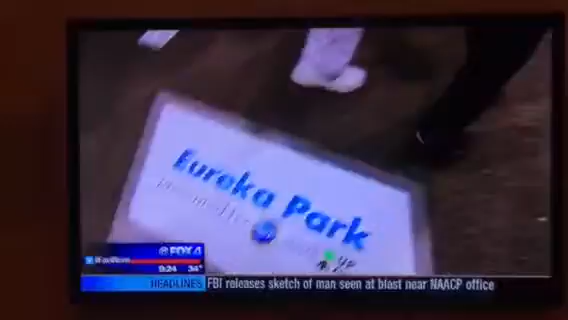 Eureka Park
@FOX4
9:24 34°
HEADLINES FBI releases sketch of man seen at blast near NAACP office